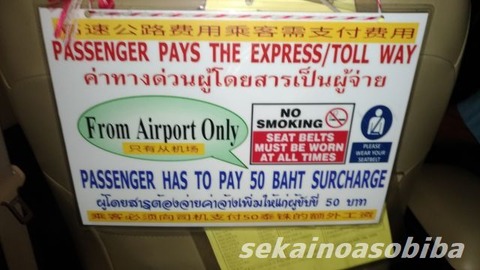 高速公路费用乘客需支付费用
PASSENGER PAYS THE EXPRESS/TOLL WAY
ค่าทางด่วนผู้โดยสารเป็นผู้จ่าย
From Airport Only
只有从机场
NO
SMOKING
SEAT BELTS
MUST BE WORN
AT ALL TIMES
PLEASE
WEAR YOUR
SEATBELT
PASSENGER HAS TO PAY 50 BAHT SURCHARGE
ผู้โดยสารต้องจ่ายค่าจ้างเพิ่มให้แก่ผู้ขับขี่ 50 บาท
乘客必须向司机支付50泰铢的额外工资
sekainoasobiba